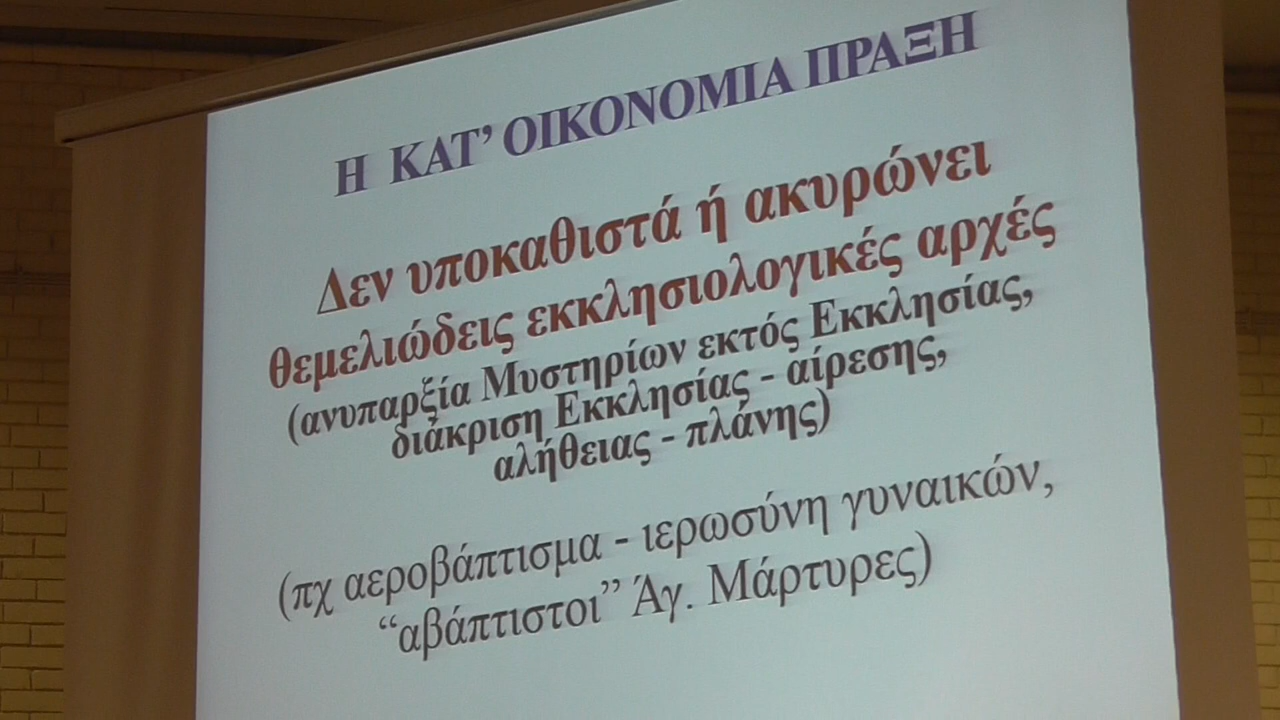 Η ΚΑΤ’ ΟΙΚΟΝΟΜΙΑ ΠΡΑΞΗ
Δεν υποκαθιστά ή ακυρώνει
θεμελιώδεις εκκλησιολογικές αρχές
(ανυπαρξία Μυστηρίων εκτός Εκκλησίας,
διάκριση Εκκλησίας - αίρεσης,
αλήθειας - πλάνης)
(πχ αεροβάπτισμα - ιερωσύνη γυναικών,
“αβάπτιστοι” Άγ. Μάρτυρες)